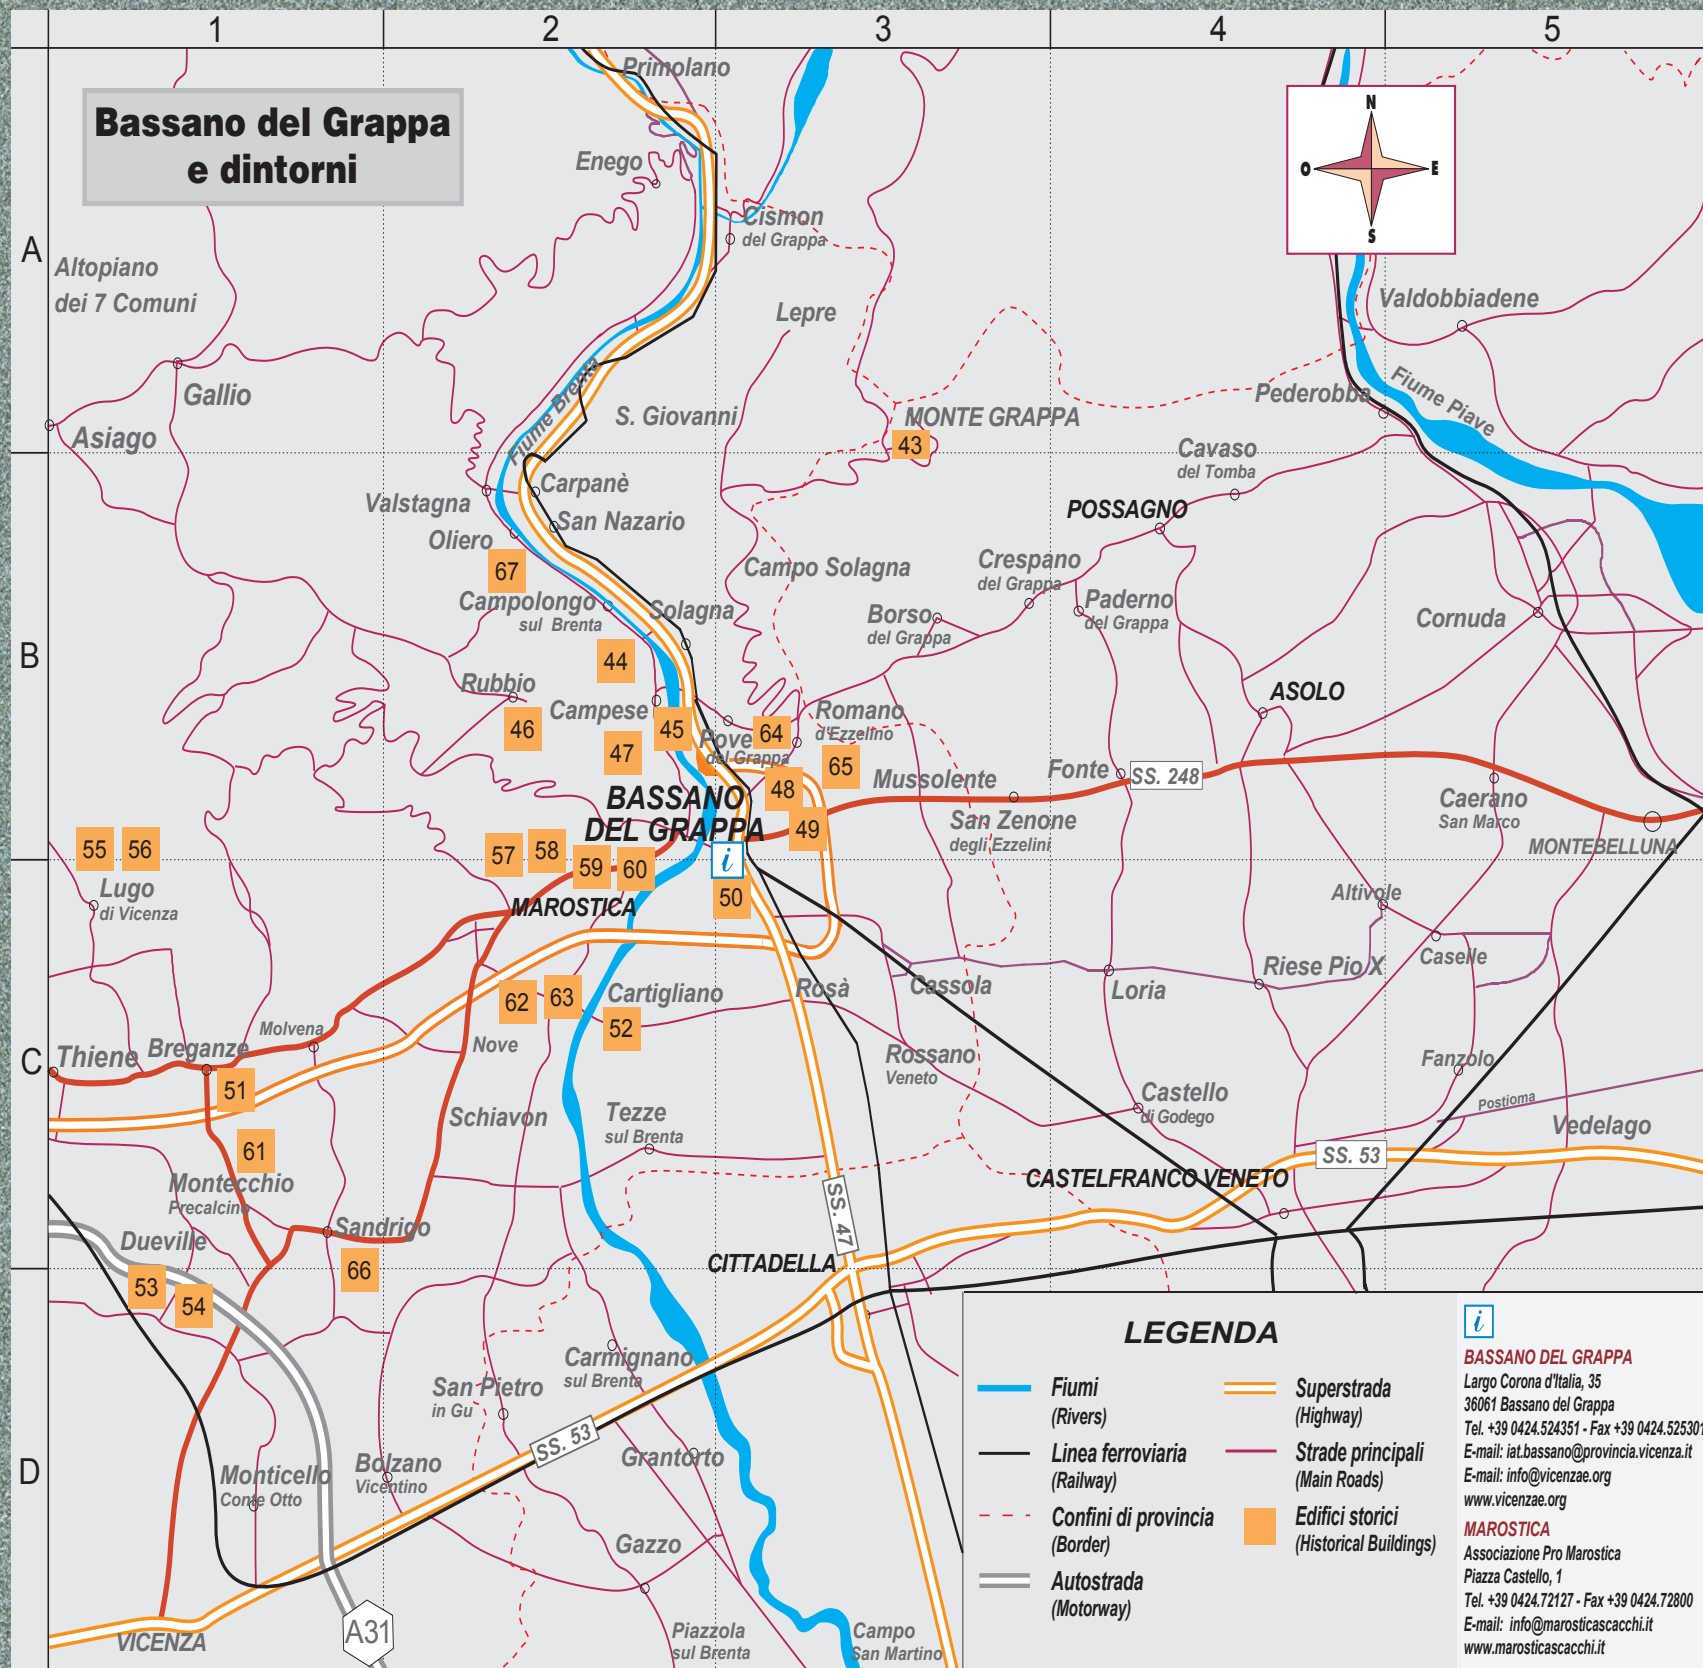 1 2 3 4 5
Bassano del Grappa
e dintorni
N
O E
S
A
B
C
D
Primolano
Enego
Cismon
del Grappa
Altopiano
dei 7 Comuni
Lepre
Valdobbiadene
Gallio
Fiume Brenta
S. Giovanni
MONTE GRAPPA
43
Pederobba
Fiume Piave
Asiago
Cavaso
del Tomba
Valstagna
Carpanè
San Nazario
POSSAGNO
Oliero
67
Campo Solagna
Crespano
del Grappa
Campolongo
sul Brenta
Solagna
Borso
del Grappa
Paderno
del Grappa
Cornuda
44
Rubbio
46
Campese
45
47
Pove
del Grappa
64
Romano
d'Ezzelino
65
ASOLO
48
Mussolente
Fonte
SS. 248
BASSANO
DEL GRAPPA
49
San Zenone
degli Ezzelini
Caerano
San Marco
MONTEBELLUNA
55
56
57
58
59
60
i
50
Lugo
di Vicenza
MAROSTICA
Altivole
Caselle
62
63
Cartigliano
52
Rosà
Cassola
Loria
Riese Pio X
Molvena
Nove
Thiene
Breganze
51
Rossano
Veneto
Fanzolo
Schiavon
Tezze
sul Brenta
Castello
di Godego
Postioma
Vedelago
61
Montecchio
Precalcino
SS. 53
CASTELFRANCO VENETO
Sandrigo
Dueville
SS. 47
66
53
54
CITTADELLA
Carmignano
sul Brenta
San Pietro
in Gu
SS. 53
Grantorto
Monticello
Conte Otto
Bolzano
Vicentino
Gazzo
VICENZA
A31
Piazzola
sul Brenta
Campo
San Martino
LEGENDA
Fiumi
(Rivers)
Linea ferroviaria
(Railway)
Confini di provincia
(Border)
Autostrada
(Motorway)
Superstrada
(Highway)
Strade principali
(Main Roads)
Edifici storici
(Historical Buildings)
i
BASSANO DEL GRAPPA
Largo Corona d'Italia, 35
36061 Bassano del Grappa
Tel. +39 0424.524351 - Fax +39 0424.525301
E-mail: iat.bassano@provincia.vicenza.it
E-mail: info@vicenzae.org
www.vicenzae.org
MAROSTICA
Associazione Pro Marostica
Piazza Castello, 1
Tel. +39 0424.72127 - Fax +39 0424.72800
E-mail: info@marosticascacchi.it
www.marosticascacchi.it